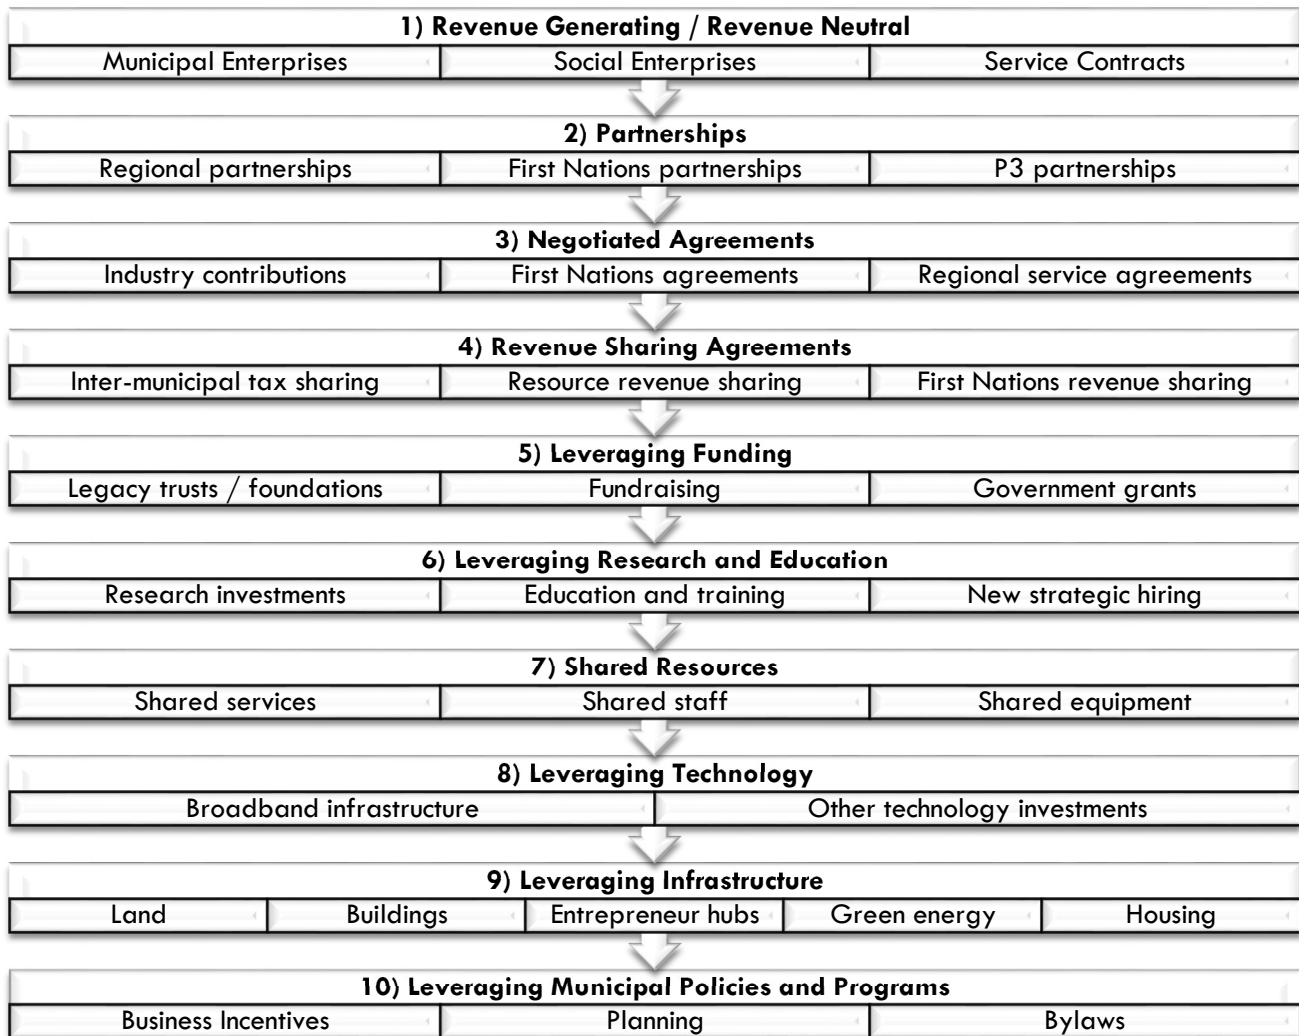 1) Revenue Generating / Revenue Neutral
Municipal Enterprises Social Enterprises Service Contracts
2) Partnerships
Regional partnerships First Nations partnerships P3 partnerships
3) Negotiated Agreements
Industry contributions First Nations agreements Regional service agreements
4) Revenue Sharing Agreements
Inter-municipal tax sharing Resource revenue sharing First Nations revenue sharing
5) Leveraging Funding
Legacy trusts / foundations Fundraising Government grants
6) Leveraging Research and Education
Research investments Education and training New strategic hiring
7) Shared Resources
Shared services Shared staff Shared equipment
8) Leveraging Technology
Broadband infrastructure Other technology investments
9) Leveraging Infrastructure
Land Buildings Entrepreneur hubs Green energy Housing
10) Leveraging Municipal Policies and Programs
Business Incentives Planning Bylaws